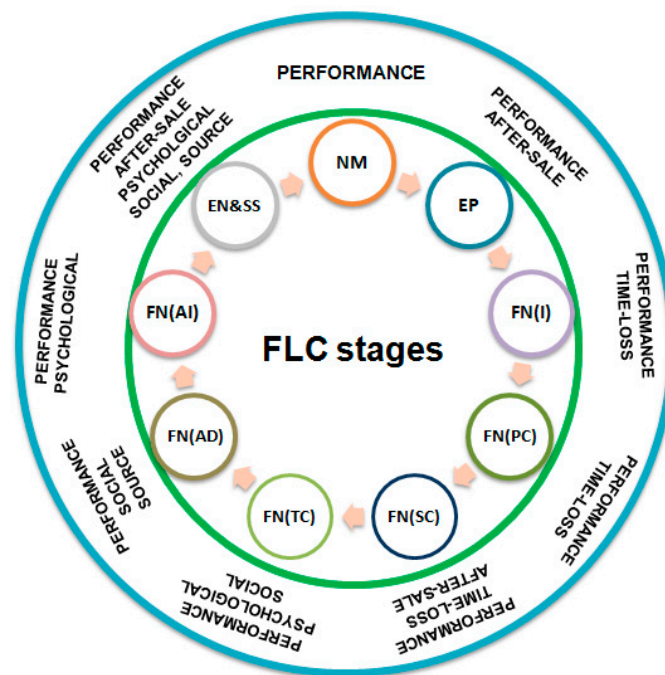 PERFORMANCE
PERFORMANCE
AFTER-SALE
PERFORMANCE
TIME-LOSS
PERFORMANCE
TIME-LOSS
PERFORMANCE
TIME-LOSS
AFTER-SALE
PERFORMANCE
PSYCHOLOGICAL
SOCIAL
PERFORMANCE
SOCIAL
SOURCE
PERFORMANCE
PSYCHOLOGICAL
PERFORMANCE
AFTER-SALE
PSYCHOLGICAL
SOCIAL, SOURCE
NM
EP
FN(I)
FN(PC)
FN(SC)
FN(TC)
FN(AD)
FN(AI)
EN&SS
FLC stages